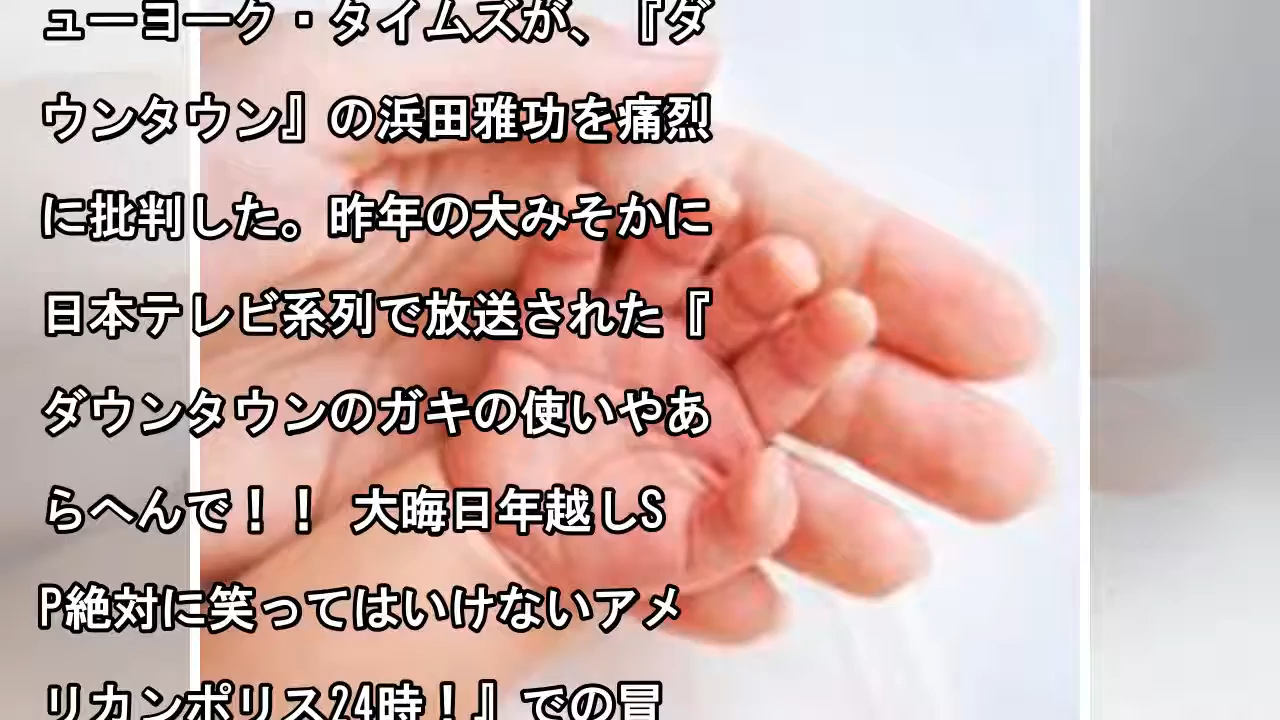 ューヨーク・タイムズが、『ダ
ウンタウン』の浜田雅功を痛烈
に批判した。昨年の大みそかに
日本テレビ系列で放送された『
ダウンタウンのガキの使いやあ
らへんで！！ 大晦日年越しS
P絶対に笑ってはいけないアメ
リカンポリス24時！』での冒